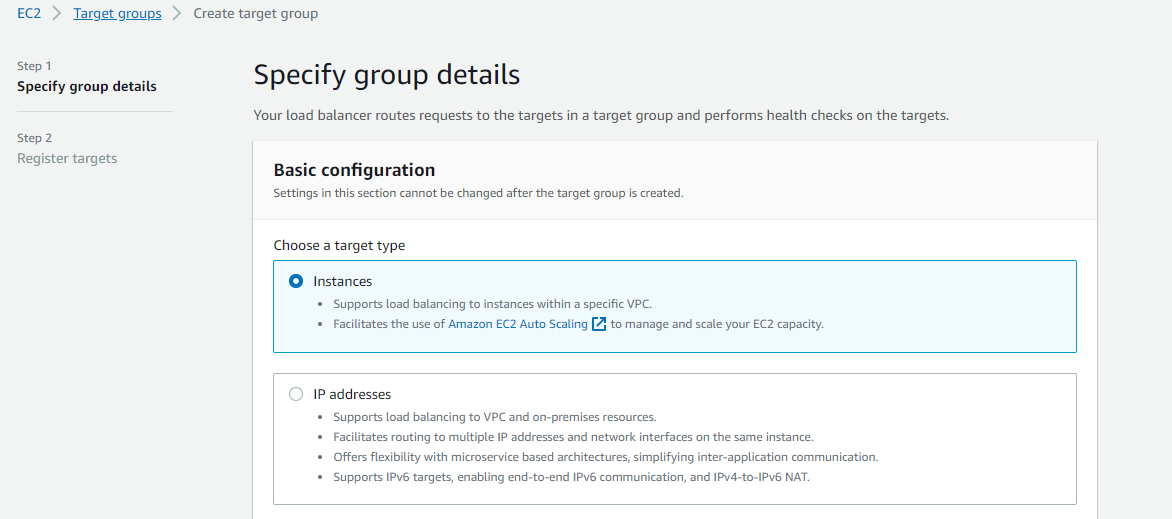 EC2 > Target groups > Create target group
Step 1
Specify group details
Step 2
Register targets
Specify group details
Your load balancer routes requests to the targets in a target group and performs health checks on the targets.
Basic configuration
Settings in this section cannot be changed after the target group is created.
Choose a target type
Instances
• Supports load balancing to instances within a specific VPC.
• Facilitates the use of Amazon EC2 Auto Scaling to manage and scale your EC2 capacity.
IP addresses
• Supports load balancing to VPC and on-premises resources.
• Facilitates routing to multiple IP addresses and network interfaces on the same instance.
• Offers flexibility with microservice based architectures, simplifying inter-application communication.
• Supports IPv6 targets, enabling end-to-end IPv6 communication, and IPv4-to-IPv6 NAT.